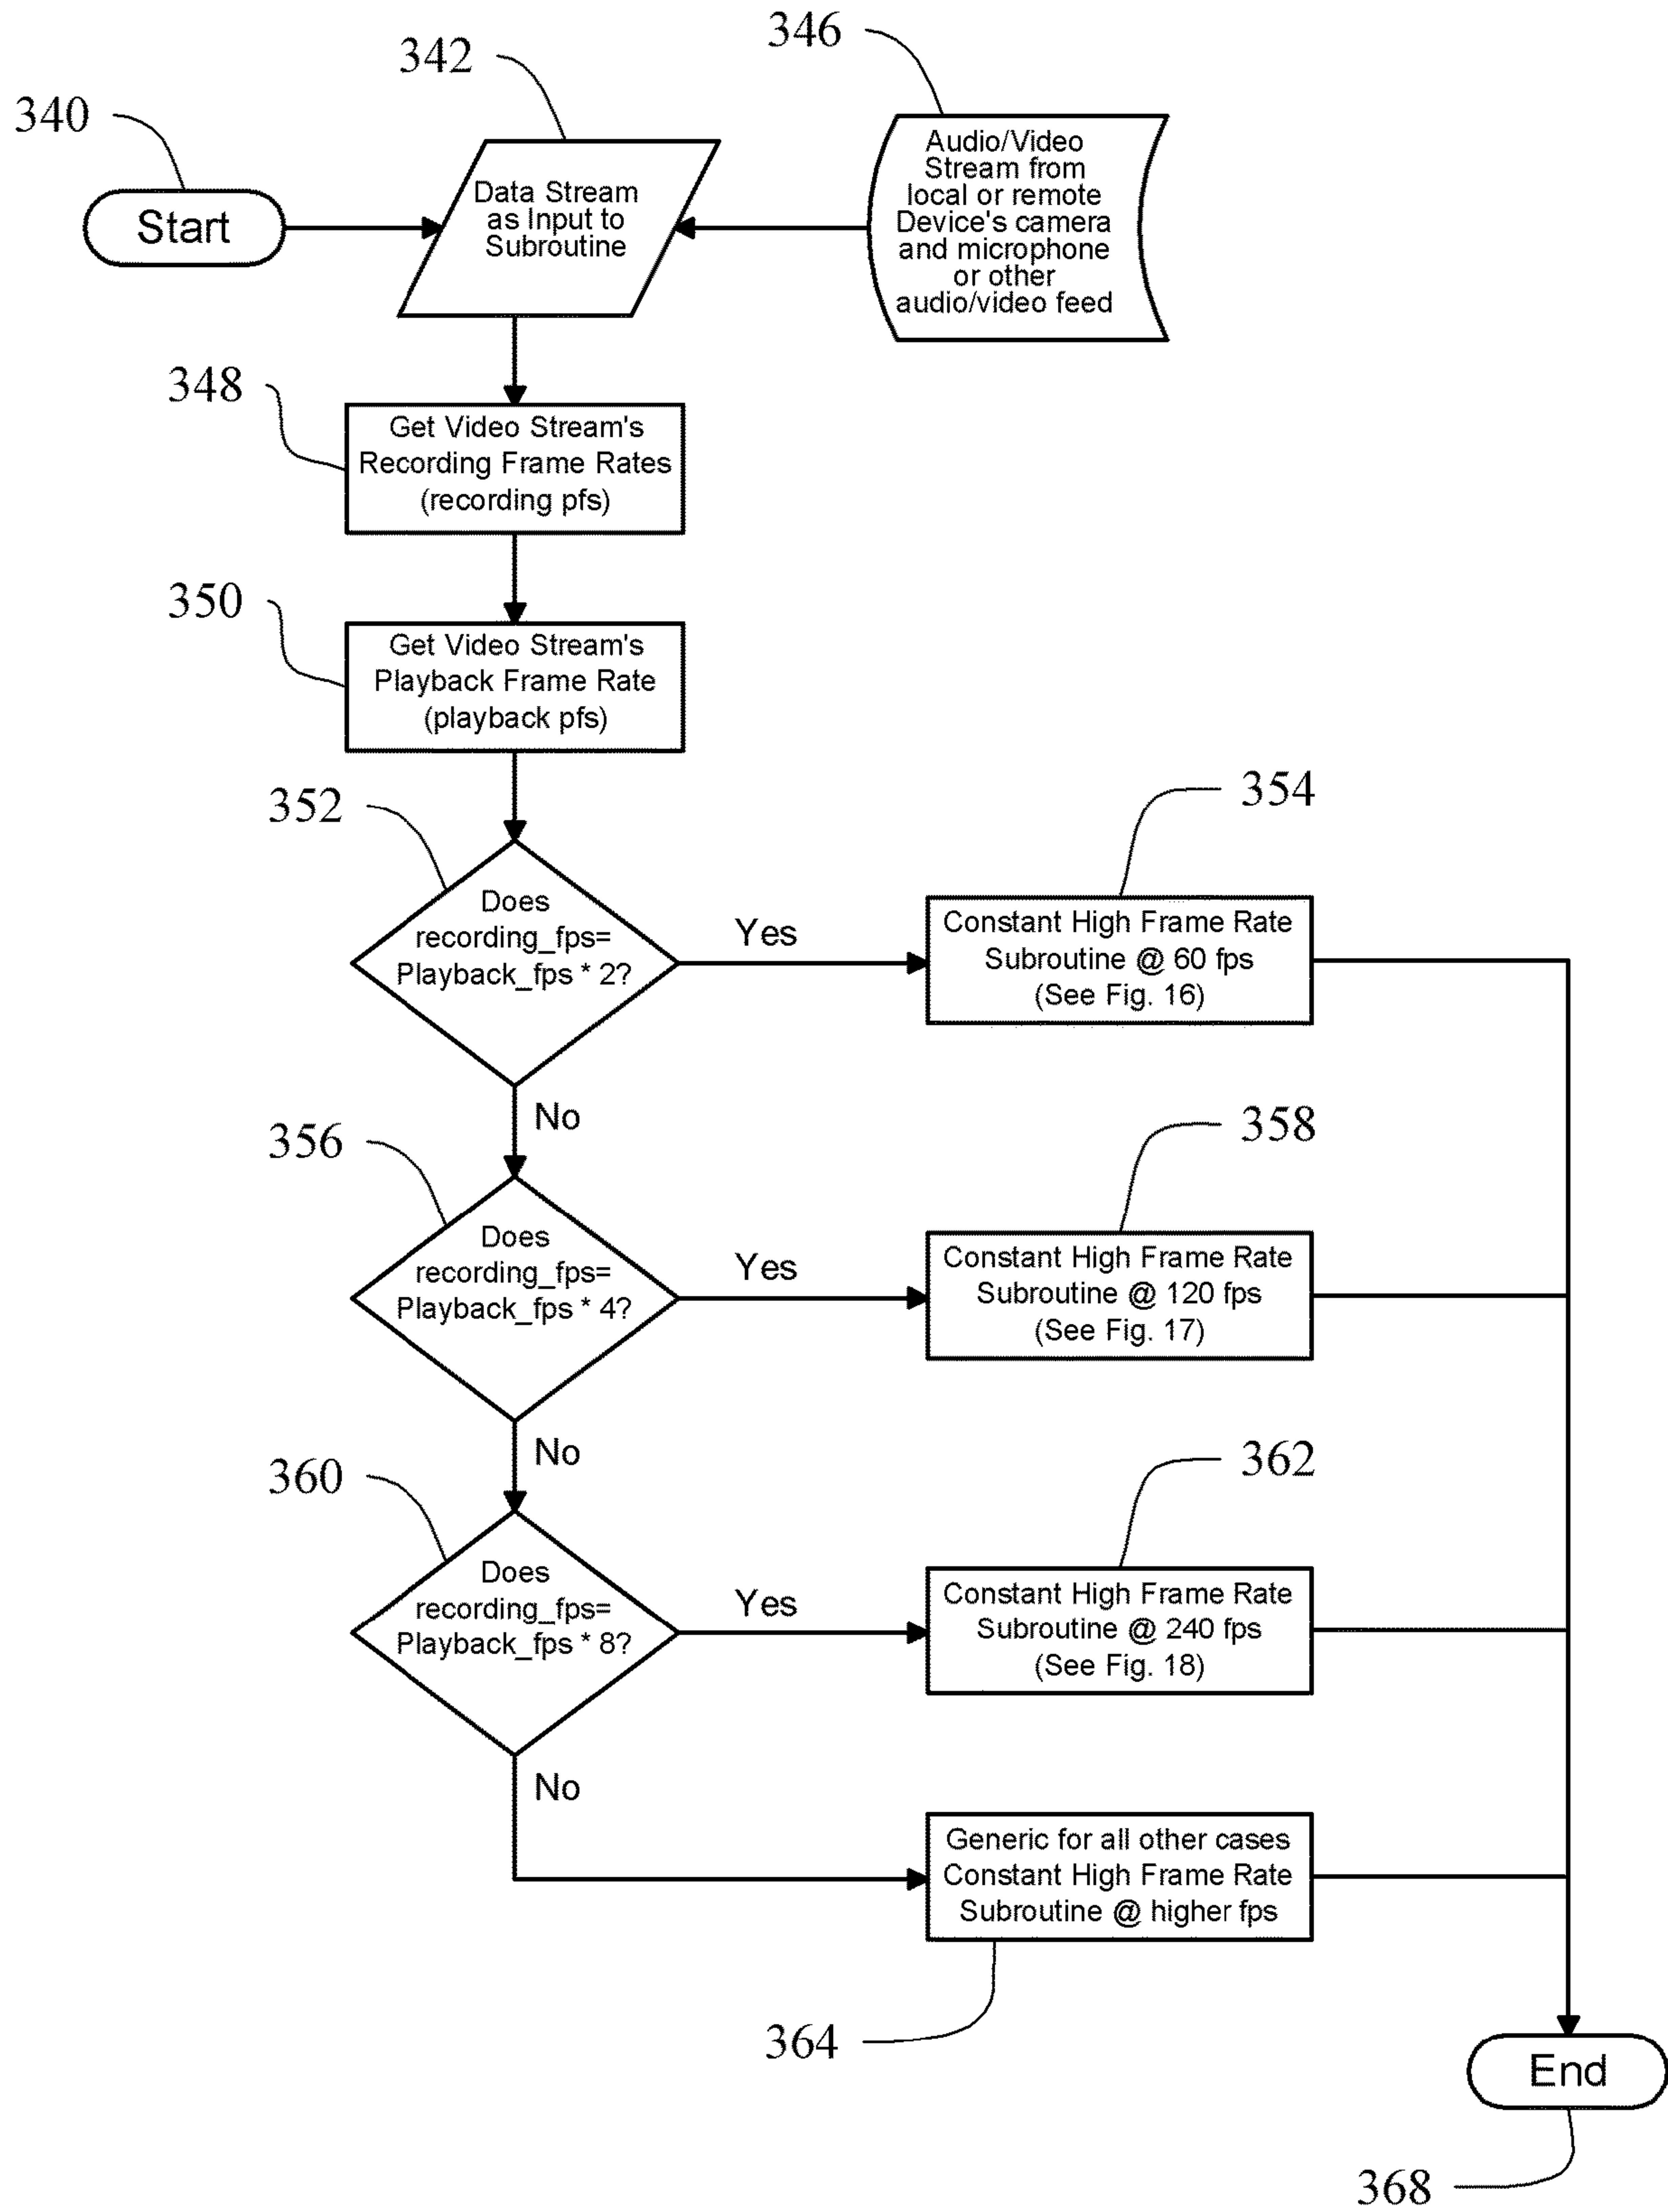 346
342
340
Start
Data Stream
as Input to
Subroutine
Audio/Video
Stream from
local or remote
Device's camera
and microphone
or other
audio/video feed
348
Get Video Stream's
Recording Frame Rates
(recording pfs)
350
Get Video Stream's
Playback Frame Rate
(playback pfs)
352
Does
recording_fps=
Playback_fps * 2?
Yes
354
Constant High Frame Rate
Subroutine @ 60 fps
(See Fig. 16)
No
356
Does
recording_fps=
Playback_fps * 4?
Yes
358
Constant High Frame Rate
Subroutine @ 120 fps
(See Fig. 17)
No
360
Does
recording_fps=
Playback_fps * 8?
Yes
362
Constant High Frame Rate
Subroutine @ 240 fps
(See Fig. 18)
No
Generic for all other cases
Constant High Frame Rate
Subroutine @ higher fps
364
End
368